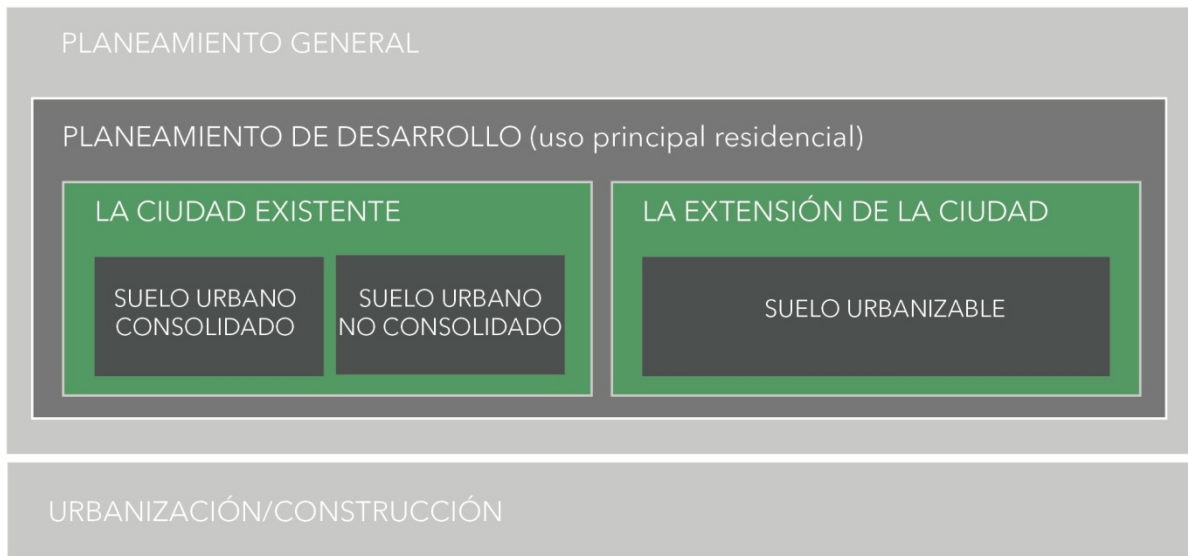 PLANEAMIENTO GENERAL
PLANEAMIENTO DE DESARROLLO (uso principal residencial)
LA CIUDAD EXISTENTE
SUELO URBANO
CONSOLIDADO
SUELO URBANO
NO CONSOLIDADO
LA EXTENSIÓN DE LA CIUDAD
SUELO URBANIZABLE
URBANIZACIÓN/CONSTRUCCIÓN